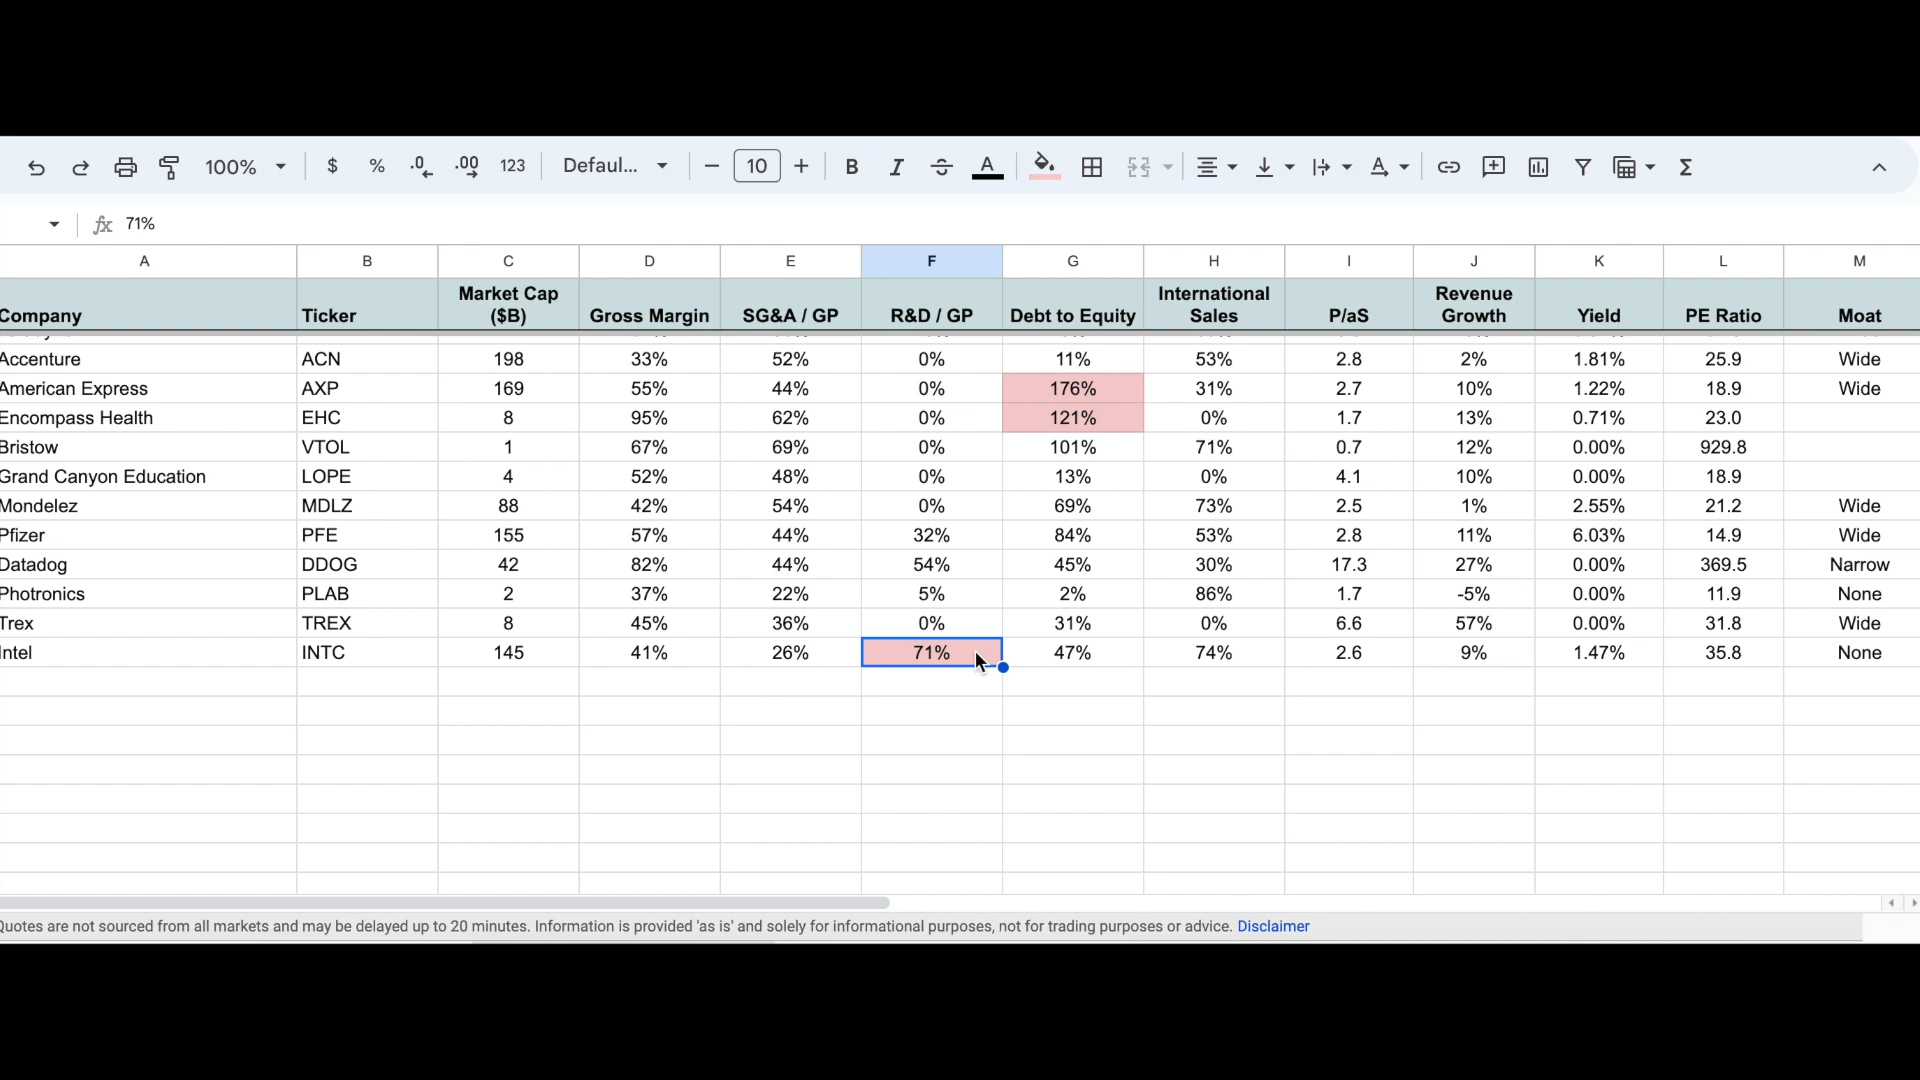 100% $ % .0 .00 123 Defaul... 10 B I A A Σ
fx 71%
A B C D E F G H I J K L M
Company Ticker Market Cap ($B) Gross Margin SG&A / GP R&D / GP Debt to Equity International Sales P/aS Revenue Growth Yield PE Ratio Moat
Accenture ACN 198 33% 52% 0% 11% 53% 2.8 2% 1.81% 25.9 Wide
American Express AXP 169 55% 44% 0% 176% 31% 2.7 10% 1.22% 18.9 Wide
Encompass Health EHC 8 95% 62% 0% 121% 0% 1.7 13% 0.71% 23.0
Bristow VTOL 1 67% 69% 0% 101% 71% 0.7 12% 0.00% 929.8
Grand Canyon Education LOPE 4 52% 48% 0% 13% 0% 4.1 10% 0.00% 18.9
Mondelez MDLZ 88 42% 54% 0% 69% 73% 2.5 1% 2.55% 21.2 Wide
Pfizer PFE 155 57% 44% 32% 84% 53% 2.8 11% 6.03% 14.9 Wide
Datadog DDOG 42 82% 44% 54% 45% 30% 17.3 27% 0.00% 369.5 Narrow
Photronics PLAB 2 37% 22% 5% 2% 86% 1.7 -5% 0.00% 11.9 None
Trex TREX 8 45% 36% 0% 31% 0% 6.6 57% 0.00% 31.8 Wide
Intel INTC 145 41% 26% 71% 47% 74% 2.6 9% 1.47% 35.8 None
Quotes are not sourced from all markets and may be delayed up to 20 minutes. Information is provided 'as is' and solely for informational purposes, not for trading purposes or advice. Disclaimer